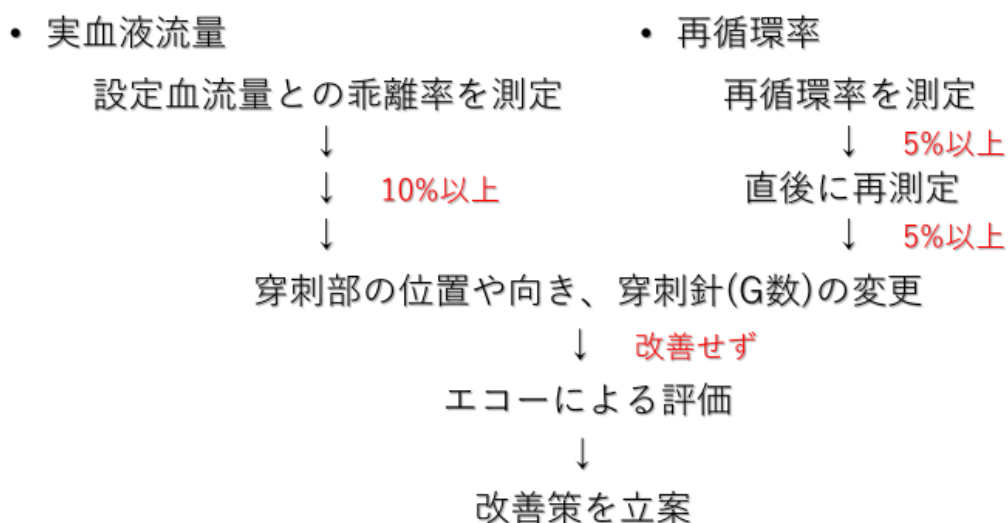 • 実血液流量
設定血流量との乖離率を測定
↓
↓ 10%以上
↓
• 再循環率
再循環率を測定
↓ 5%以上
直後に再測定
↓ 5%以上
穿刺部の位置や向き、穿刺針(G数)の変更
↓ 改善せず
エコーによる評価
↓
改善策を立案